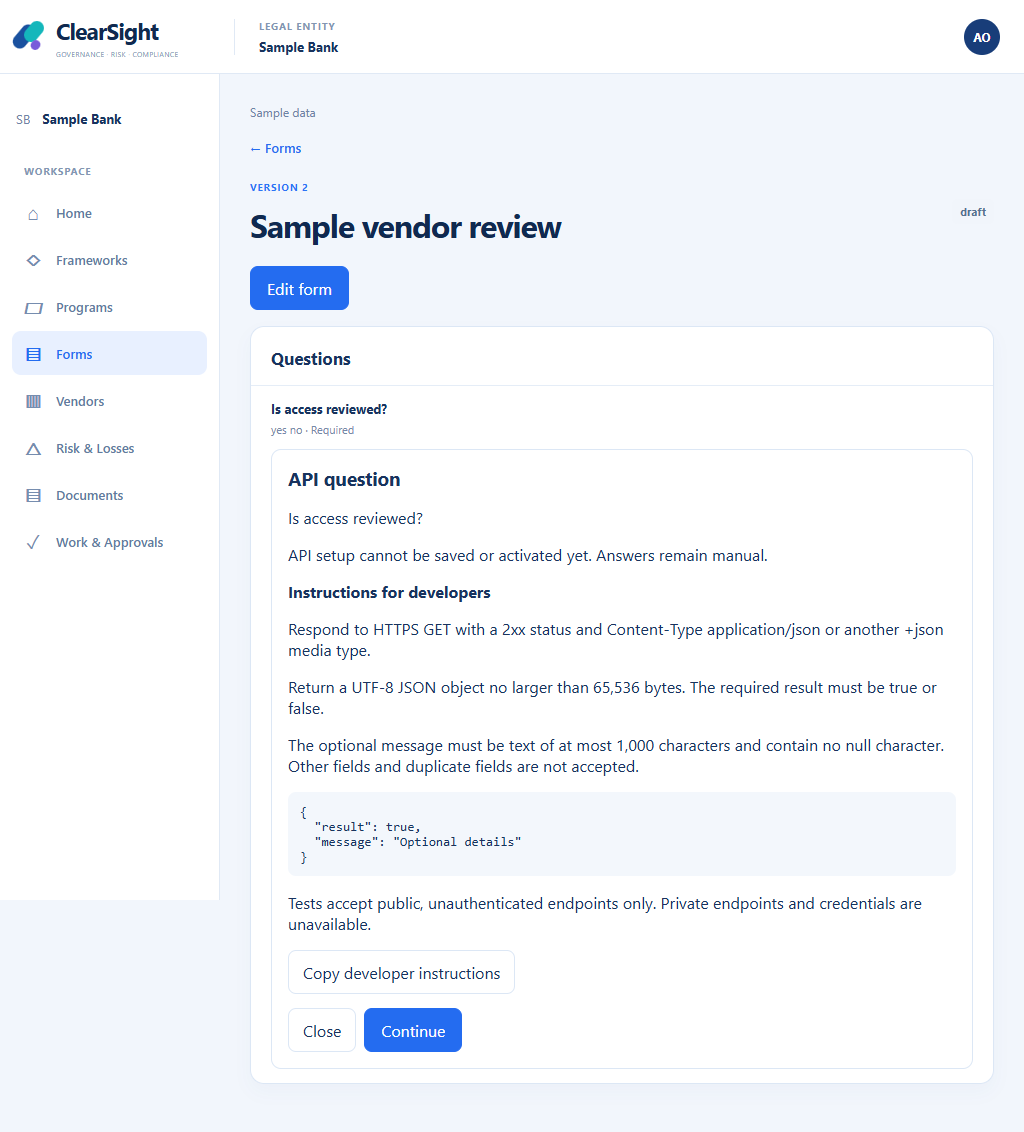 ClearSight
GOVERNANCE · RISK · COMPLIANCE
LEGAL ENTITY
Sample Bank
AO
SB Sample Bank
WORKSPACE
Home
Frameworks
Programs
Forms
Vendors
Risk & Losses
Documents
Work & Approvals
Sample data
← Forms
VERSION 2
Sample vendor review
draft
Edit form
Questions
Is access reviewed?
yes no · Required
API question
Is access reviewed?
API setup cannot be saved or activated yet. Answers remain manual.
Instructions for developers
Respond to HTTPS GET with a 2xx status and Content-Type application/json or another +json
media type.
Return a UTF-8 JSON object no larger than 65,536 bytes. The required result must be true or
false.
The optional message must be text of at most 1,000 characters and contain no null character.
Other fields and duplicate fields are not accepted.
{
  "result": true,
  "message": "Optional details"
}
Tests accept public, unauthenticated endpoints only. Private endpoints and credentials are
unavailable.
Copy developer instructions
Close
Continue